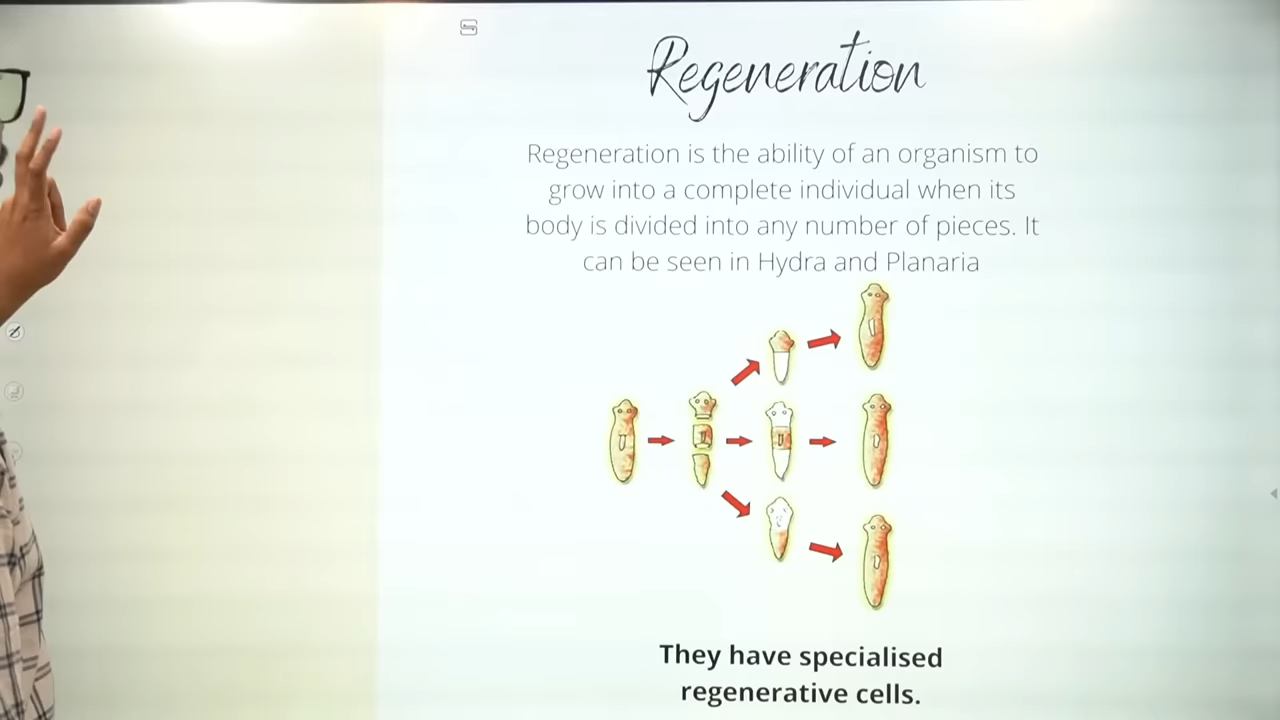 Regeneration
Regeneration is the ability of an organism to
grow into a complete individual when its
body is divided into any number of pieces. It
can be seen in Hydra and Planaria
They have specialised
regenerative cells.